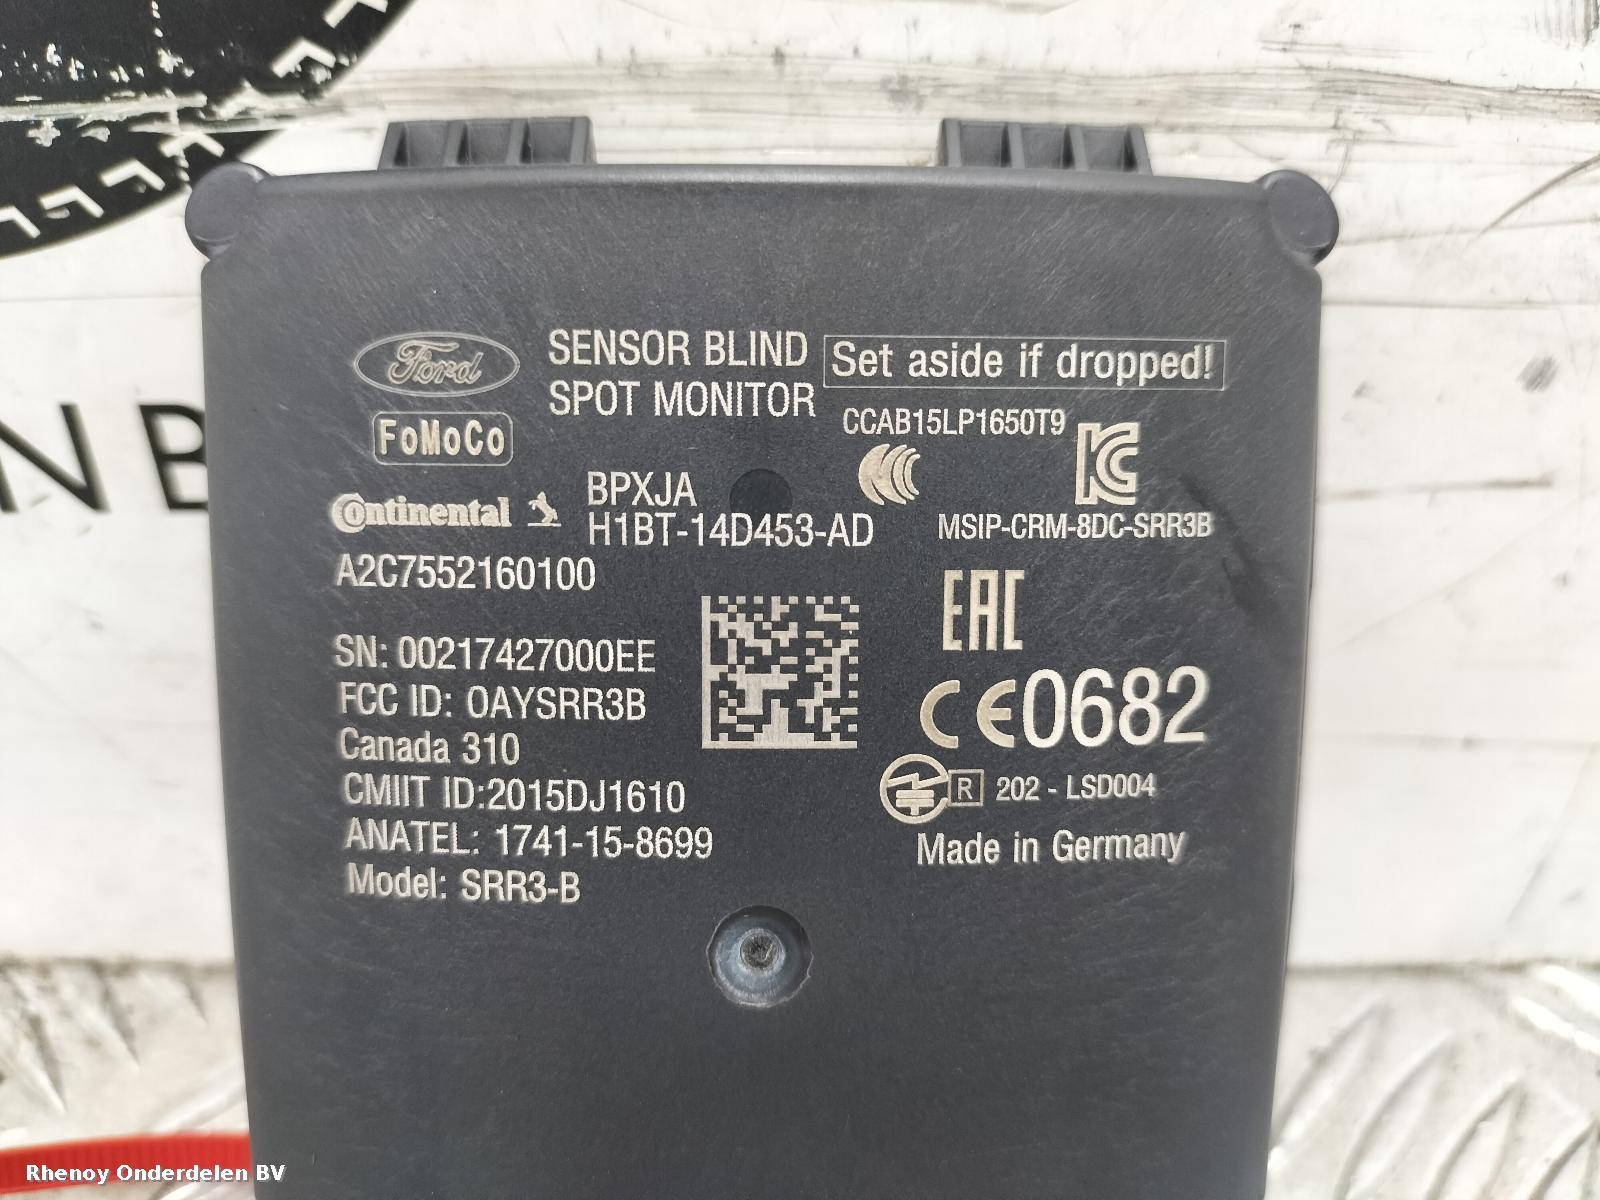 Ford
SENSOR BLIND
SPOT MONITOR
Set aside if dropped!
FoMoCo
CCAB15LP1650T9
Continental
BPXJA
H1BT-14D453-AD
MSIP-CRM-8DC-SRR3B
A2C7552160100
EAC
SN: 00217427000EE
FCC ID: OAYSRR3B
CE0682
Canada 310
CMIIT ID:2015DJ1610
R 202 - LSD004
ANATEL: 1741-15-8699
Made in Germany
Model: SRR3-B
NB
Rhenoy Onderdelen BV